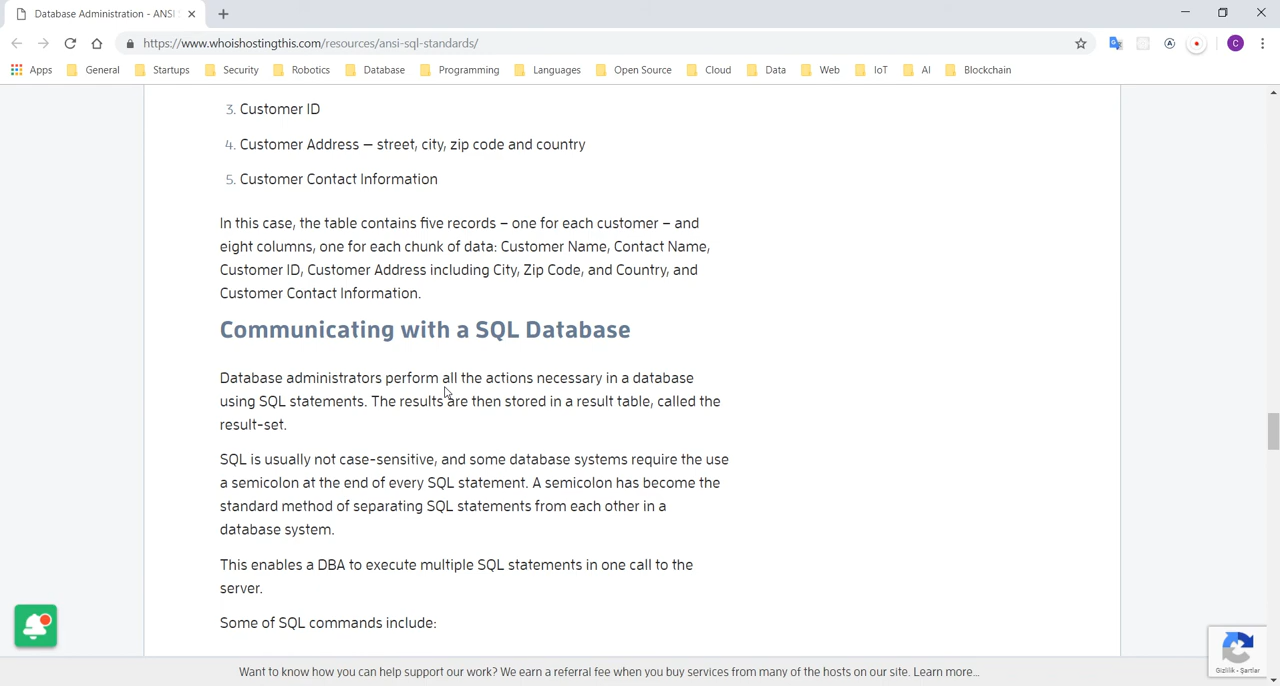 Database Administration - ANSI
https://www.whoishostingthis.com/resources/ansi-sql-standards/
C
Apps General Startups Security Robotics Database Programming Languages Open Source Cloud Data Web IoT AI Blockchain
3. Customer ID
4. Customer Address – street, city, zip code and country
5. Customer Contact Information
In this case, the table contains five records – one for each customer – and
eight columns, one for each chunk of data: Customer Name, Contact Name,
Customer ID, Customer Address including City, Zip Code, and Country, and
Customer Contact Information.
Communicating with a SQL Database
Database administrators perform all the actions necessary in a database
using SQL statements. The results are then stored in a result table, called the
result-set.
SQL is usually not case-sensitive, and some database systems require the use
a semicolon at the end of every SQL statement. A semicolon has become the
standard method of separating SQL statements from each other in a
database system.
This enables a DBA to execute multiple SQL statements in one call to the
server.
Some of SQL commands include:
Gizlilik - Şartlar
Want to know how you can help support our work? We earn a referral fee when you buy services from many of the hosts on our site. Learn more...